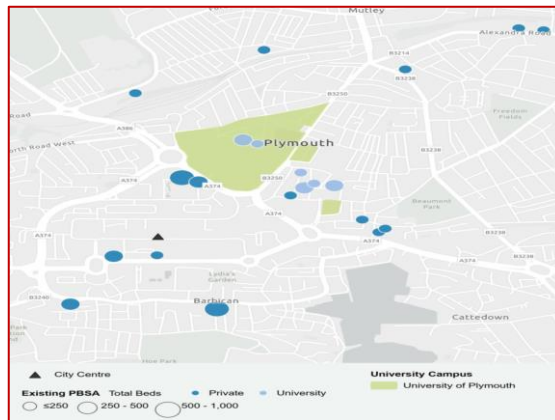 Mutley
Alexandra Road
B3214
B3238
B3250
Freedom
Fields
Road
A386
North Road West
Plymouth
B3238
A374
B3250
A374
Beaumont
Park
A374
A374
B3238
B3238
A374
Lydia's
Garden
B3240
Barbican
Cattedown
Hoe Park
City Centre
University Campus
University of Plymouth
Existing PBSA Total Beds Private University
≤250 250 - 500 500 - 1,000